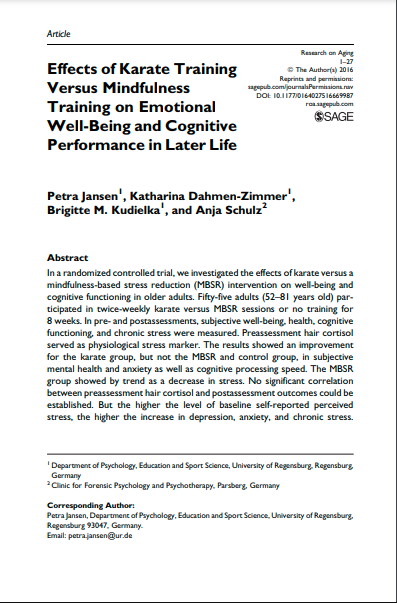 Article
Research on Aging
1–27
© The Author(s) 2016
Reprints and permissions:
sagepub.com/journalsPermissions.nav
DOI: 10.1177/0164027516669987
roa.sagepub.com
SAGE
Effects of Karate Training
Versus Mindfulness
Training on Emotional
Well-Being and Cognitive
Performance in Later Life
Petra Jansen1, Katharina Dahmen-Zimmer1,
Brigitte M. Kudielka1, and Anja Schulz2
Abstract
In a randomized controlled trial, we investigated the effects of karate versus a
mindfulness-based stress reduction (MBSR) intervention on well-being and
cognitive functioning in older adults. Fifty-five adults (52–81 years old) par-
ticipated in twice-weekly karate versus MBSR sessions or no training for
8 weeks. In pre- and postassessments, subjective well-being, health, cognitive
functioning, and chronic stress were measured. Preassessment hair cortisol
served as physiological stress marker. The results showed an improvement
for the karate group, but not the MBSR and control group, in subjective
mental health and anxiety as well as cognitive processing speed. The MBSR
group showed by trend as a decrease in stress. No significant correlation
between preassessment hair cortisol and postassessment outcomes could be
established. But the higher the level of baseline self-reported perceived
stress, the higher the increase in depression, anxiety, and chronic stress.
1 Department of Psychology, Education and Sport Science, University of Regensburg, Regensburg,
Germany
2 Clinic for Forensic Psychology and Psychotherapy, Parsberg, Germany
Corresponding Author:
Petra Jansen, Department of Psychology, Education and Sport Science, University of Regensburg,
Regensburg 93047, Germany.
Email: petra.jansen@ur.de